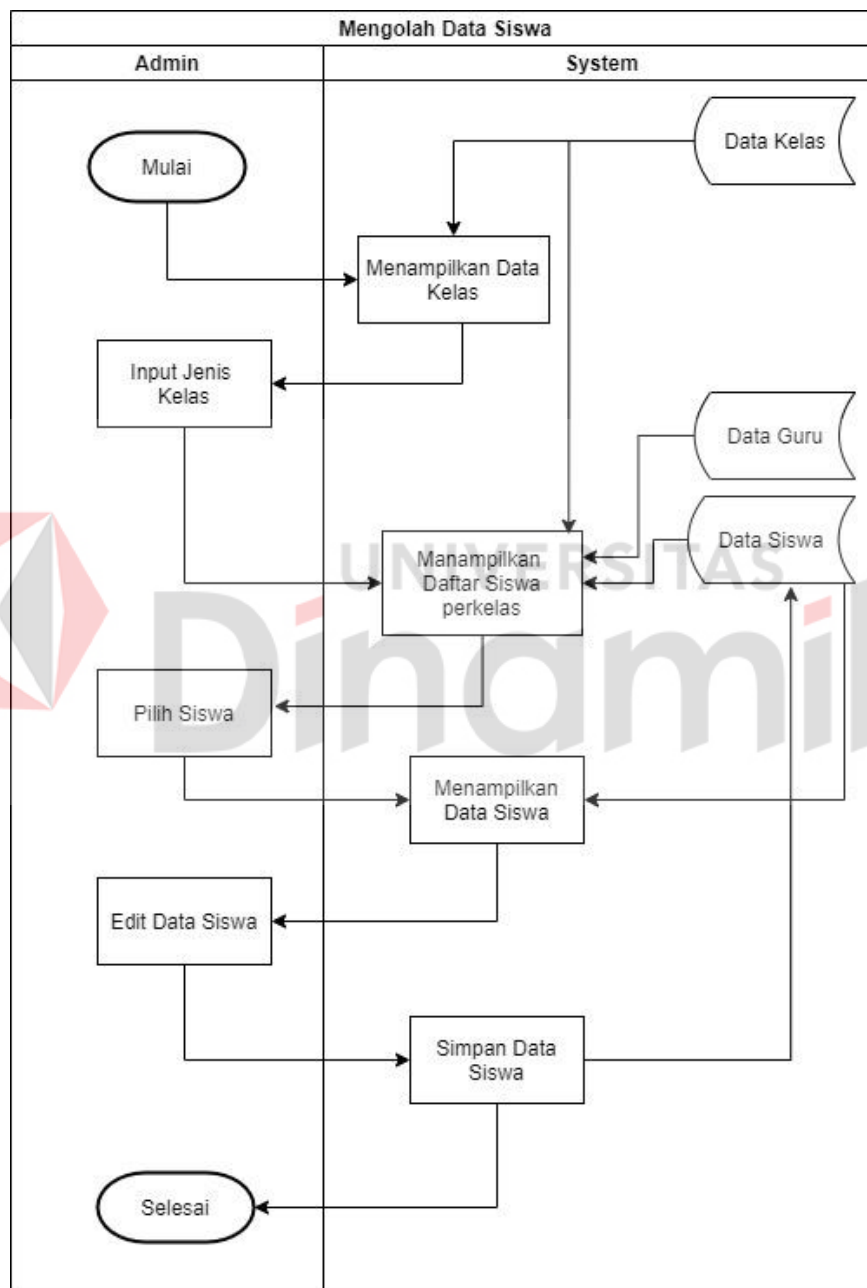 Mengolah Data Siswa
Admin
System
Data Kelas
Mulai
Menampilkan Data
Kelas
Input Jenis
Kelas
Data Guru
Data Siswa
Manampilkan
Daftar Siswa
perkelas
UNIVERSITAS
Dinamik
Pilih Siswa
Menampilkan
Data Siswa
Edit Data Siswa
Simpan Data
Siswa
Selesai